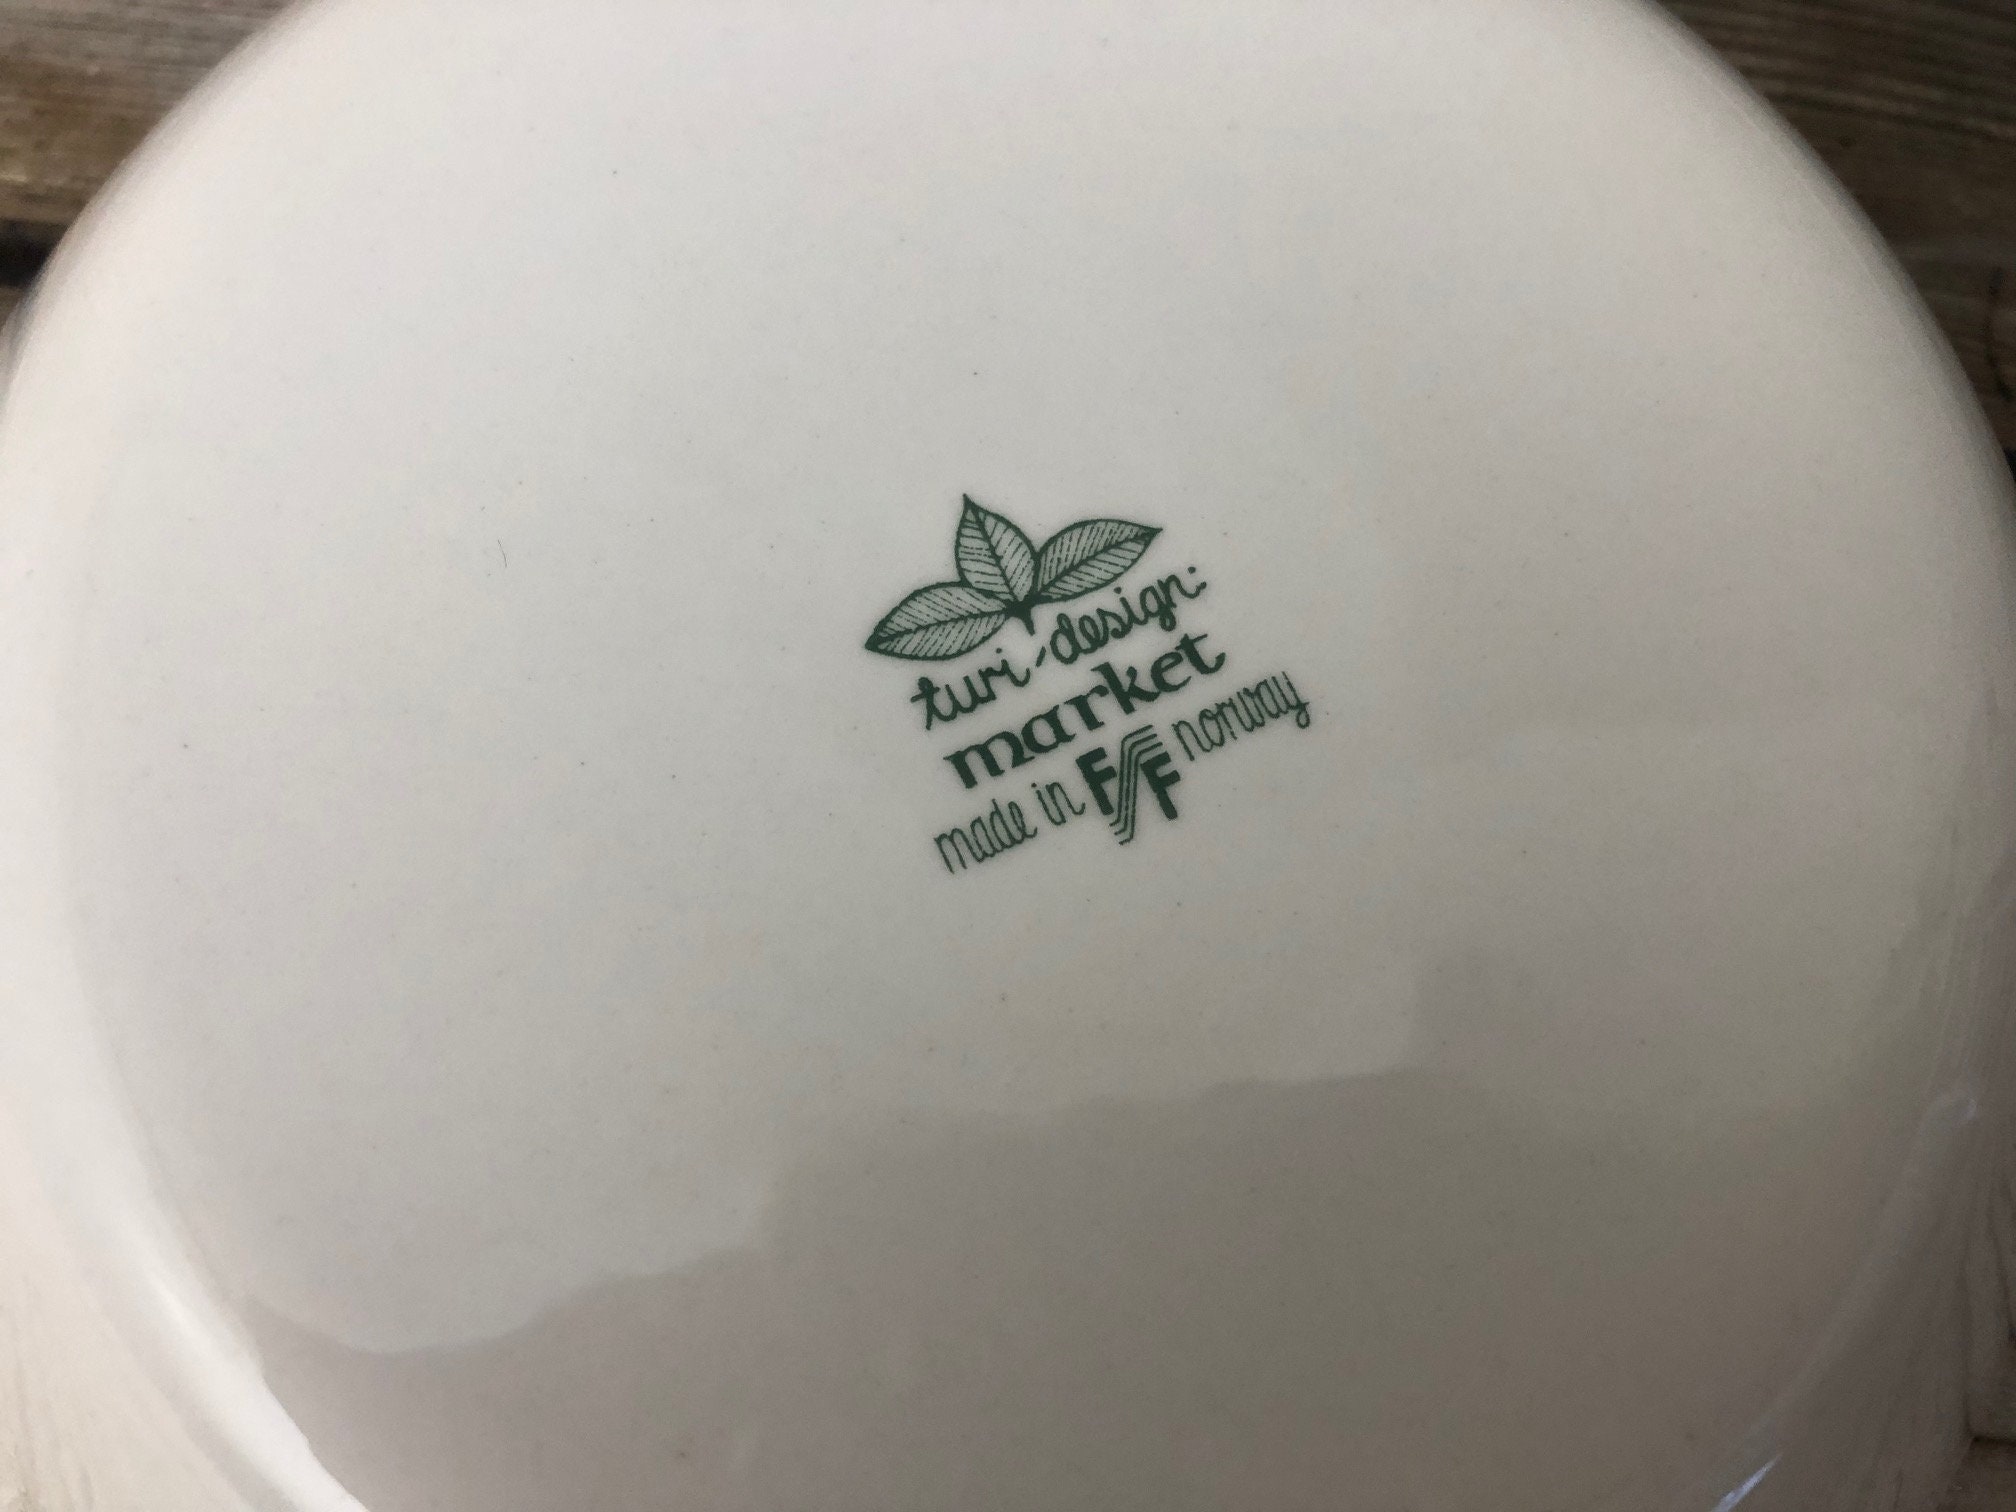 turi-design:
market
made in FF norway